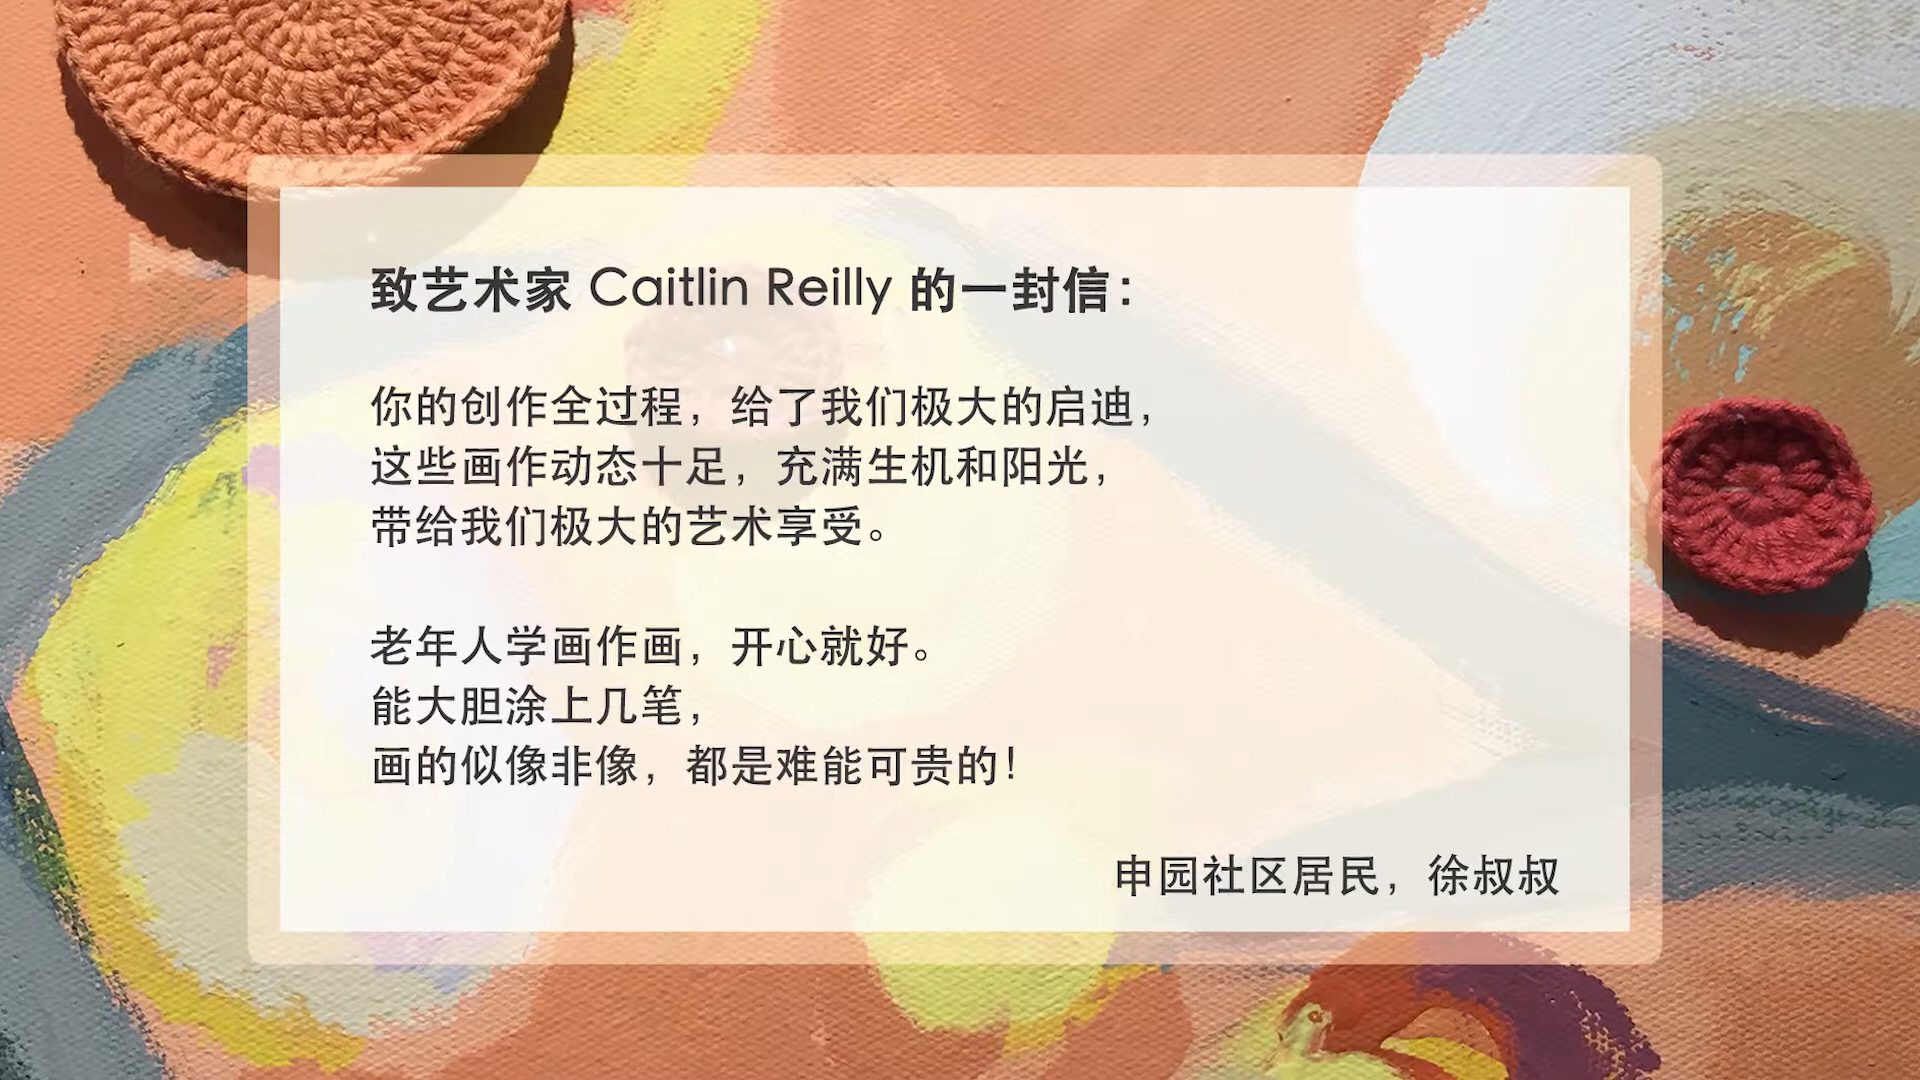 致艺术家 Caitlin Reilly 的一封信：
你的创作全过程，给了我们极大的启迪，
这些画作动态十足，充满生机和阳光，
带给我们极大的艺术享受。
老年人学画作画，开心就好。
能大胆涂上几笔，
画的似像非像，都是难能可贵的！
申园社区居民，徐叔叔